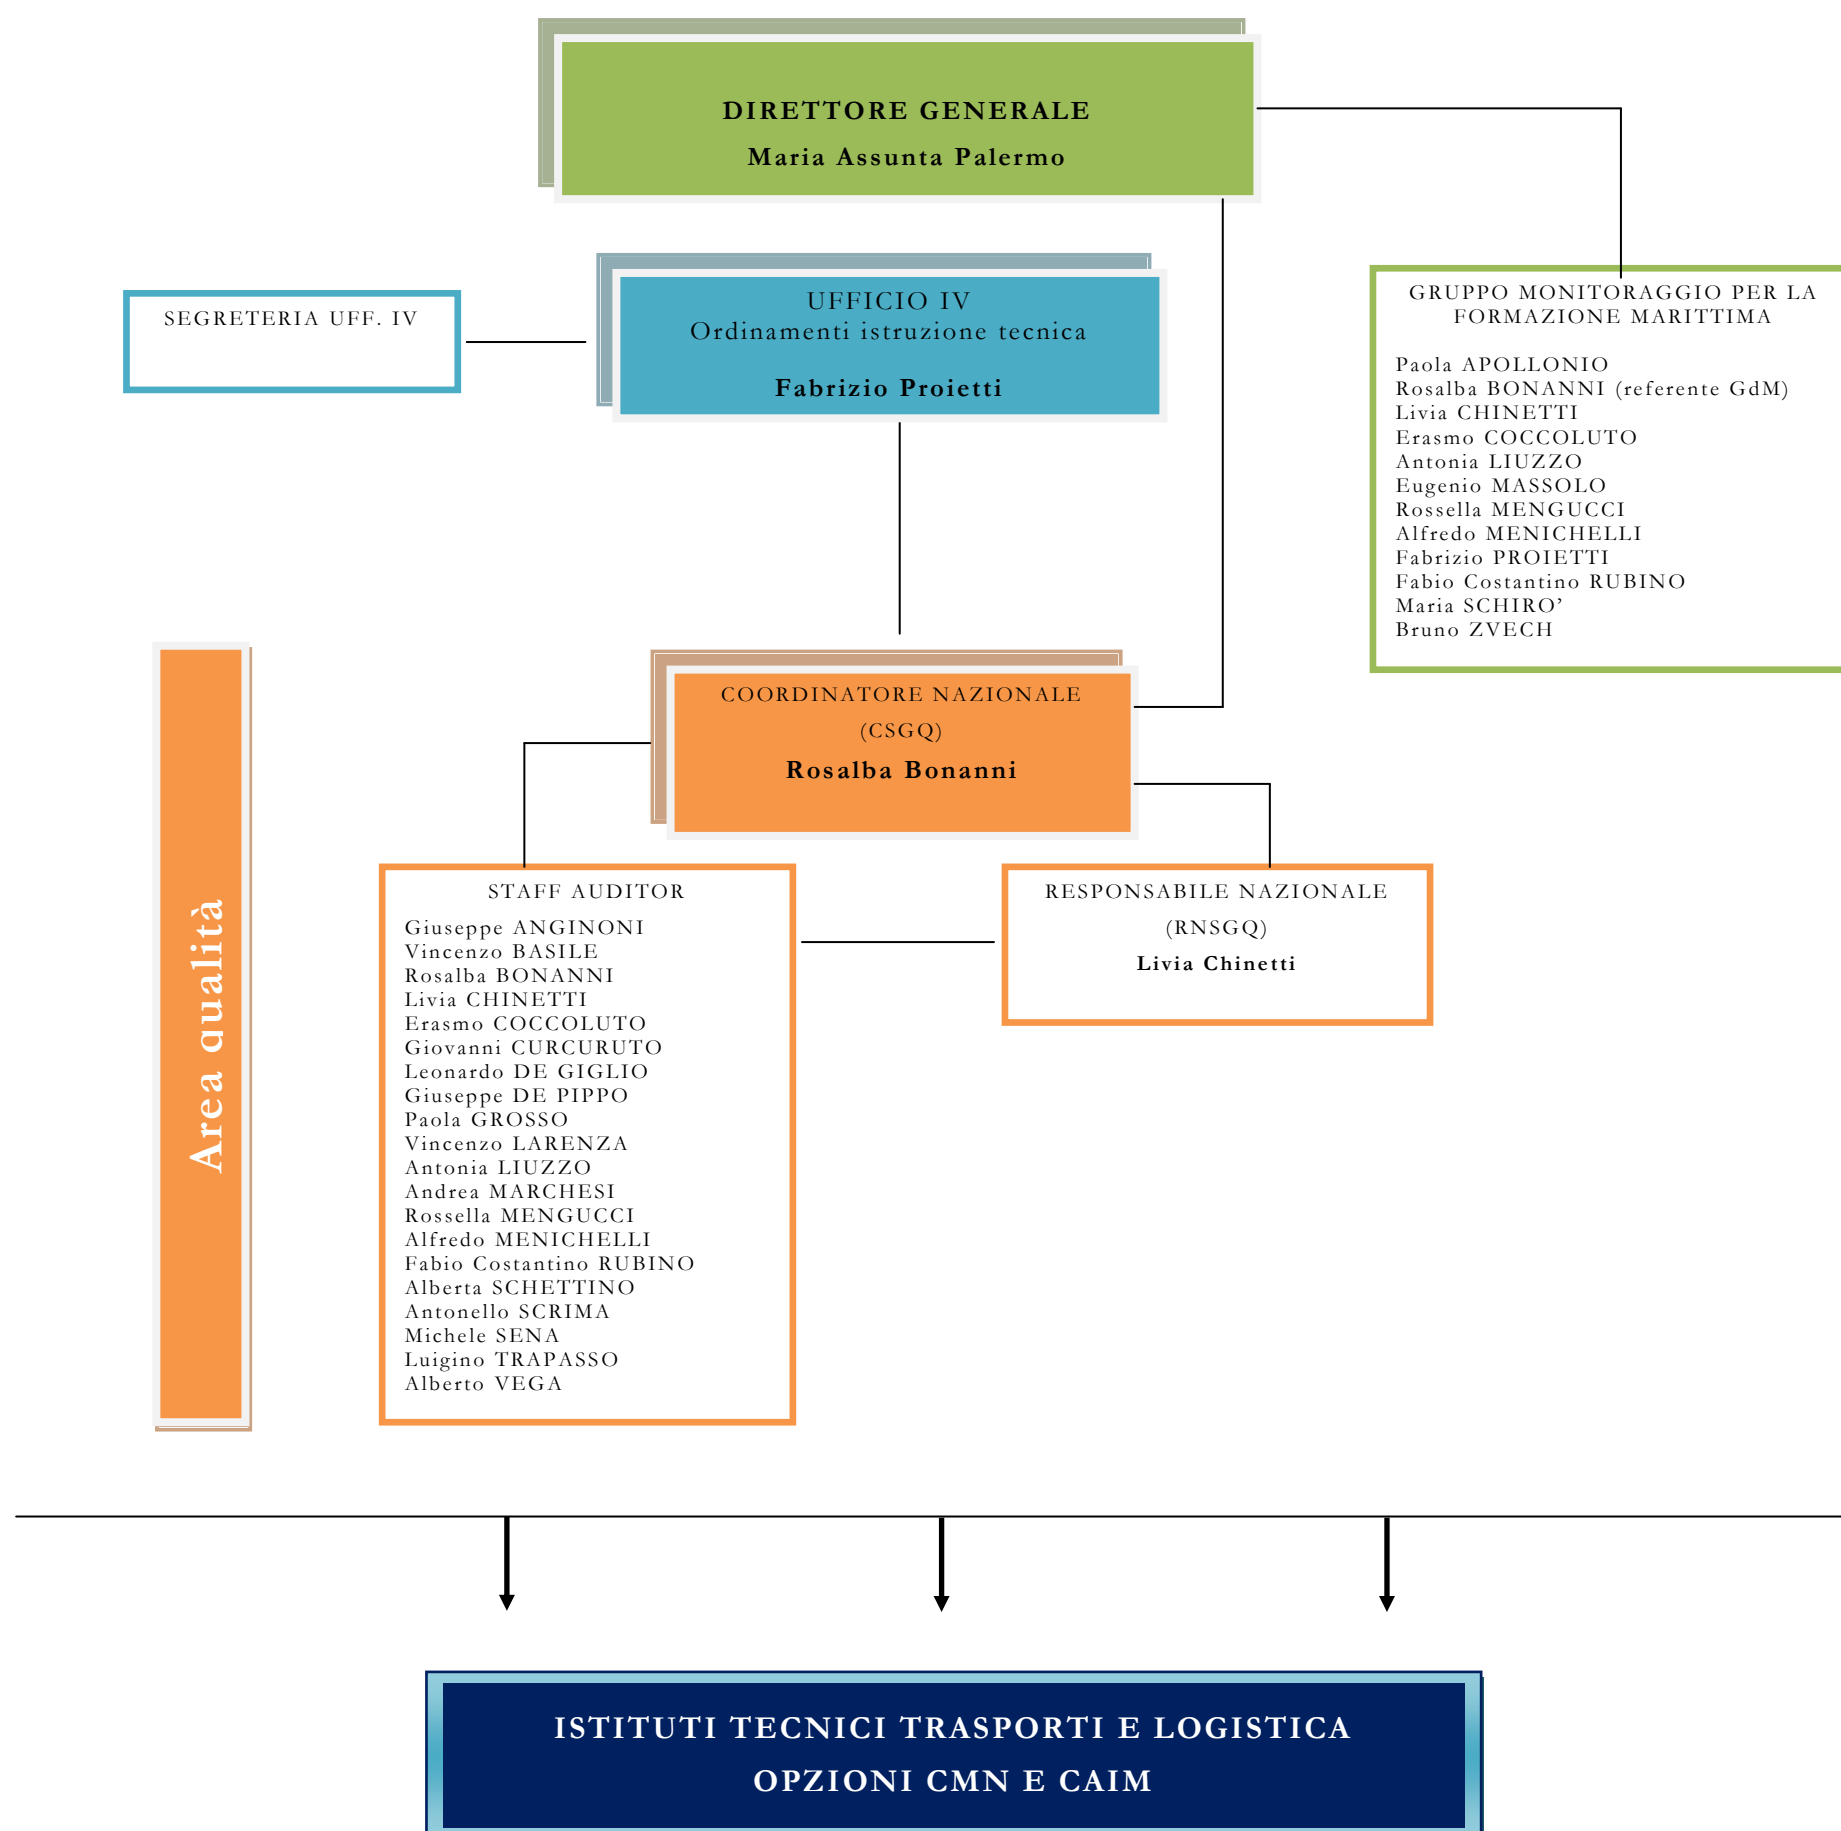 DIRETTORE GENERALE
Maria Assunta Palermo
SEGRETERIA UFF. IV
UFFICIO IV
Ordinamenti istruzione tecnica
Fabrizio Proietti
GRUPPO MONITORAGGIO PER LA
FORMAZIONE MARITTIMA
Paola APOLLONIO
Rosalba BONANNI (referente GdM)
Livia CHINETTI
Erasmo COCCOLUTO
Antonia LIUZZO
Eugenio MASSOLO
Rossella MENGUCCI
Alfredo MENICHELLI
Fabrizio PROIETTI
Fabio Costantino RUBINO
Maria SCHIRO’
Bruno ZVECH
Area qualità
COORDINATORE NAZIONALE
(CSGQ)
Rosalba Bonanni
STAFF AUDITOR
Giuseppe ANGINONI
Vincenzo BASILE
Rosalba BONANNI
Livia CHINETTI
Erasmo COCCOLUTO
Giovanni CURCURUTO
Leonardo DE GIGLIO
Giuseppe DE PIPPO
Paola GROSSO
Vincenzo LARENZA
Antonia LIUZZO
Andrea MARCHESI
Rossella MENGUCCI
Alfredo MENICHELLI
Fabio Costantino RUBINO
Alberta SCHETTINO
Antonello SCRIMA
Michele SENA
Luigino TRAPASSO
Alberto VEGA
RESPONSABILE NAZIONALE
(RNSGQ)
Livia Chinetti
ISTITUTI TECNICI TRASPORTI E LOGISTICA
OPZIONI CMN E CAIM